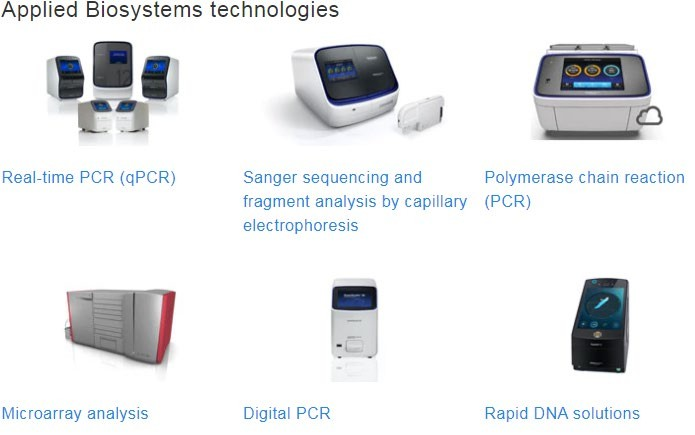 Applied Biosystems technologies
Real-time PCR (qPCR)
Sanger sequencing and
fragment analysis by capillary
electrophoresis
Polymerase chain reaction
(PCR)
Microarray analysis
Digital PCR
Rapid DNA solutions